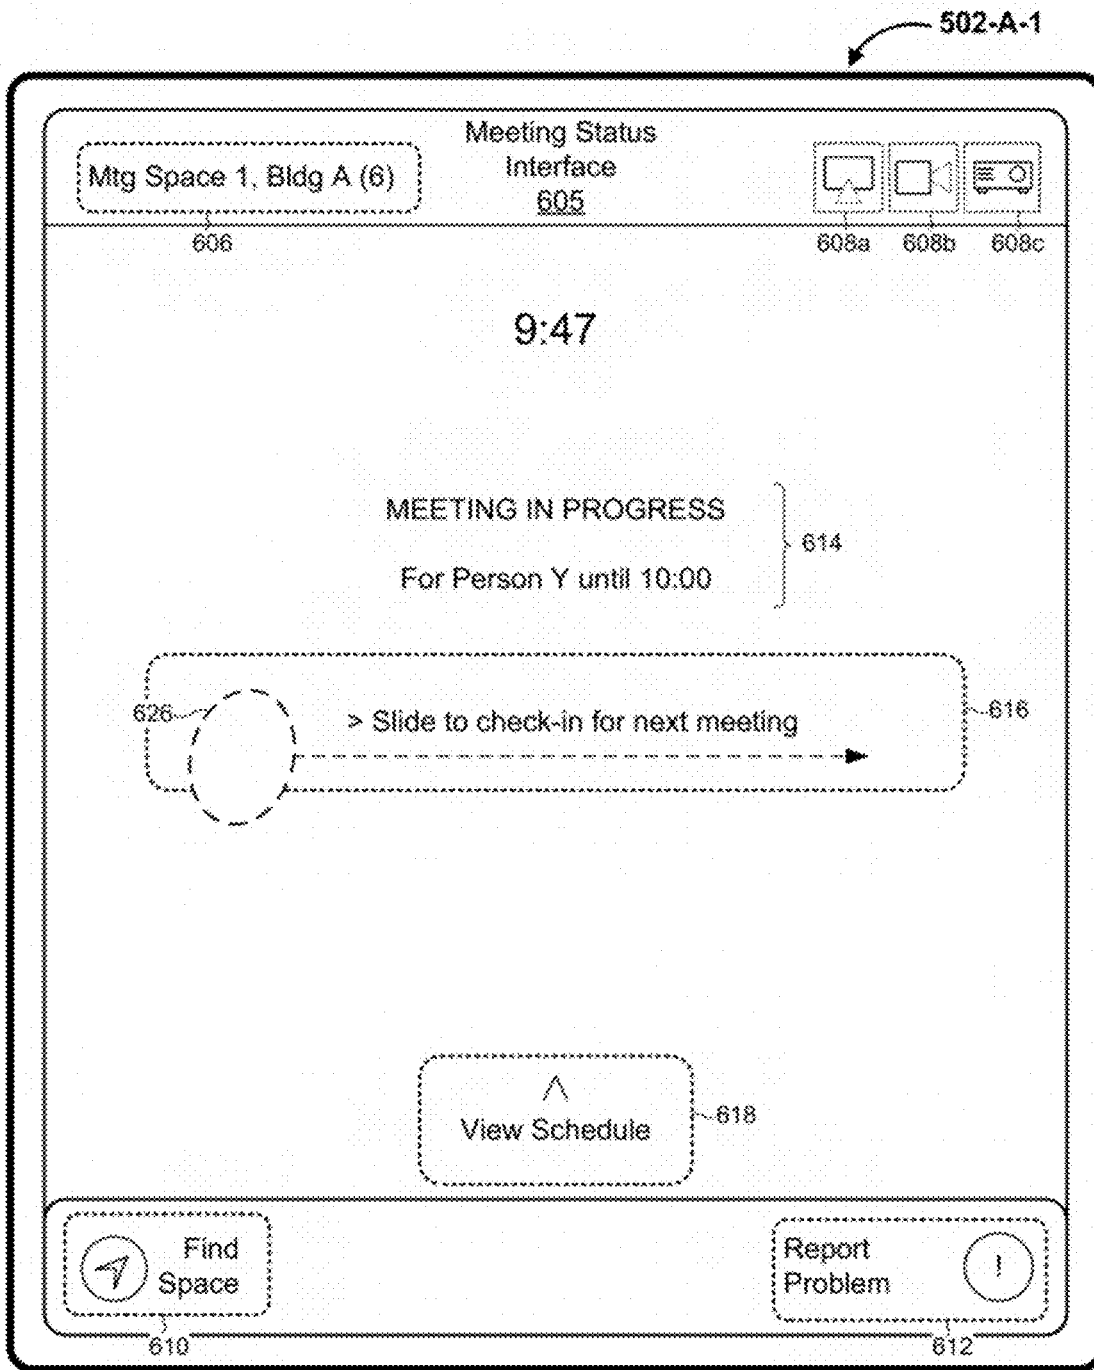 502-A-1
Meeting Status
Interface
605
Mtg Space 1, Bldg A (6)
606
608a 608b 608c
9:47
MEETING IN PROGRESS
For Person Y until 10:00
614
626
> Slide to check-in for next meeting
616
^
View Schedule
618
Find
Space
610
Report
Problem
!
612